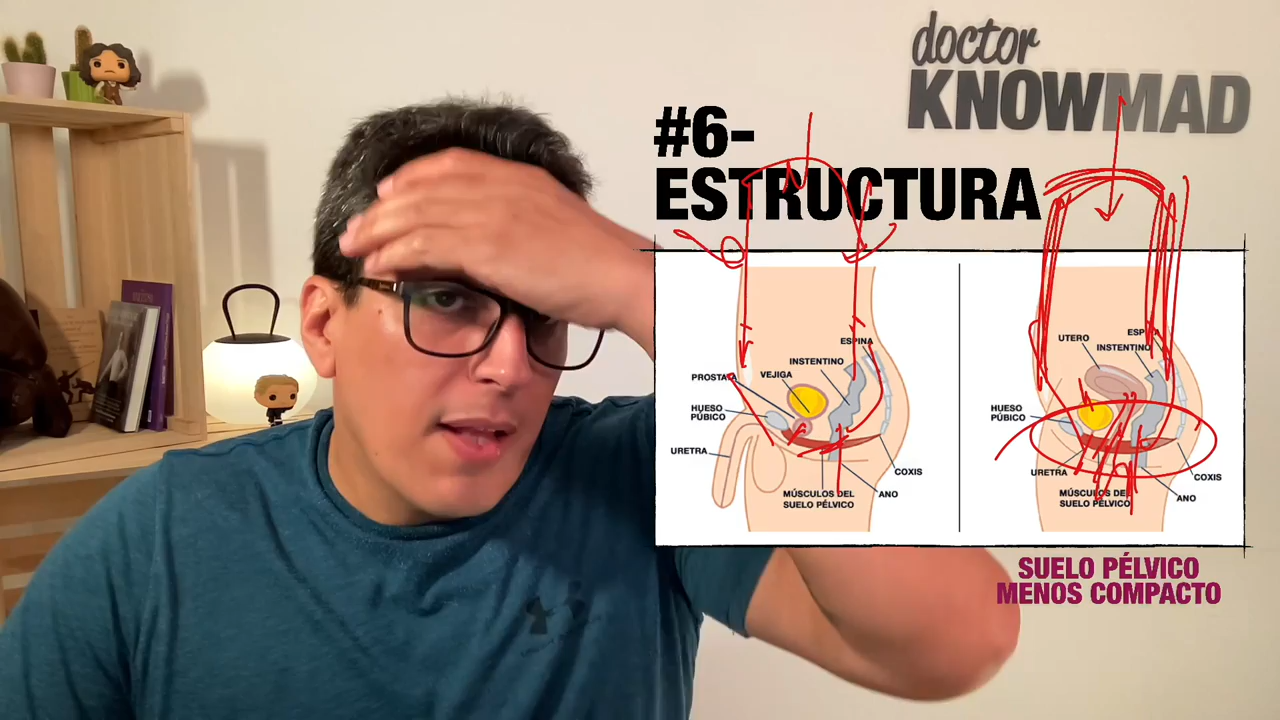 doctor
KNOWMAD
#6-
ESTRUCTURA
ESPINA
INSTENTINO
VEJIGA
PROSTATA
HUESO
PÚBICO
URETRA
COXIS
ANO
MÚSCULOS DEL
SUELO PÉLVICO
UTERO
INSTENTINO
HUESO
PÚBICO
URETRA
COXIS
ANO
MÚSCULOS DEL
SUELO PÉLVICO
SUELO PÉLVICO
MENOS COMPACTO